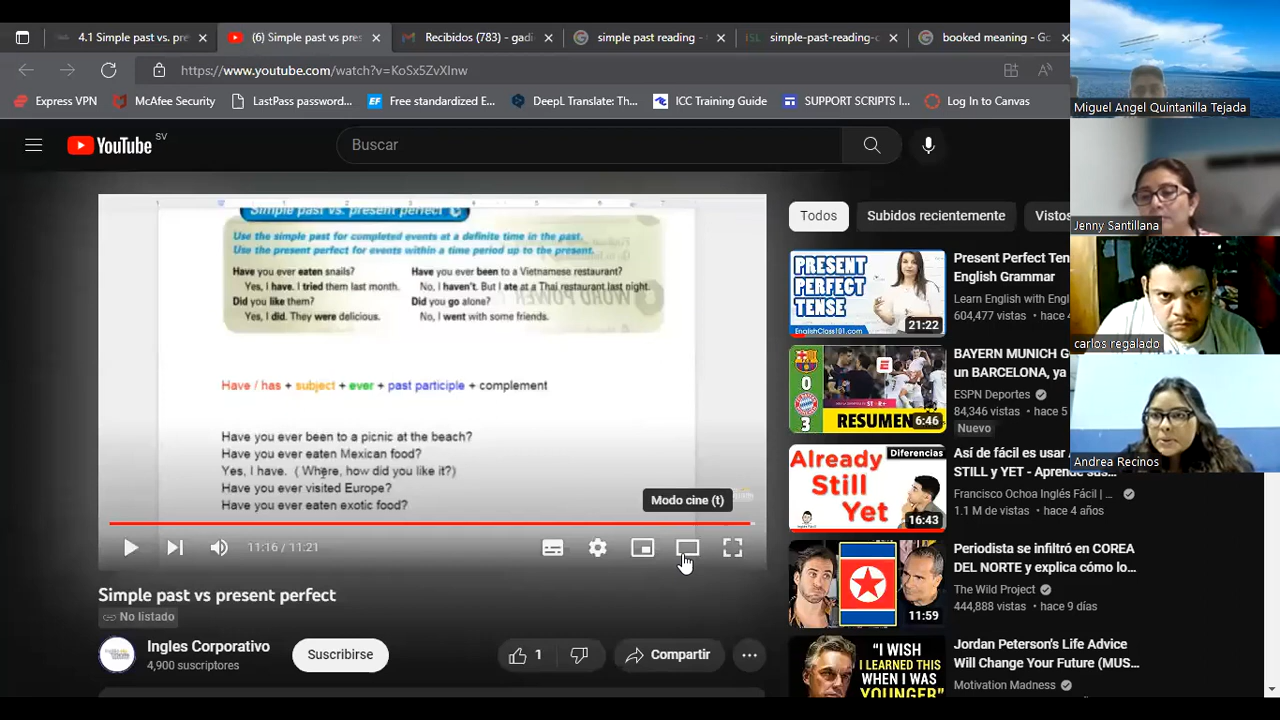 4.1 Simple past vs. pre
(6) Simple past vs pres
Recibidos (783) - gadi
simple past reading -
simple-past-reading-c
booked meaning - Go
https://www.youtube.com/watch?v=KoSx5ZvXlnw
Express VPN
McAfee Security
LastPass password...
Free standardized E...
DeepL Translate: Th...
ICC Training Guide
SUPPORT SCRIPTS I...
Log In to Canvas
YouTube SV
Buscar
Simple past vs. present perfect
Use the simple past for completed events at a definite time in the past.
Use the present perfect for events within a time period up to the present.
Have you ever eaten snails?
Yes, I have. I tried them last month.
Did you like them?
Yes, I did. They were delicious.
Have you ever been to a Vietnamese restaurant?
No, I haven't. But I ate at a Thai restaurant last night.
Did you go alone?
No, I went with some friends.
Have / has + subject + ever + past participle + complement
Have you ever been to a picnic at the beach?
Have you ever eaten Mexican food?
Yes, I have. ( Where, how did you like it?)
Have you ever visited Europe?
Have you ever eaten exotic food?
Modo cine (t)
11:16 / 11:21
Simple past vs present perfect
No listado
Ingles Corporativo
4,900 suscriptores
Suscribirse
1
Compartir
Todos
Subidos recientemente
Vistos
PRESENT
PERFECT
TENSE
EnglishClass101.com
21:22
Present Perfect Ten
English Grammar
Learn English with Eng
604,477 vistas • hace
0
3
RESUMEN
6:46
BAYERN MUNICH
un BARCELONA, ya
ESPN Deportes
84,346 vistas • hace 5
Nuevo
Diferencias
Already
Still
Yet
16:43
Así de fácil es usar
STILL y YET - Aprende
Francisco Ochoa Inglés Fácil
1.1 M de vistas • hace 4 años
11:59
Periodista se infiltró en COREA
DEL NORTE y explica cómo lo...
The Wild Project
444,888 vistas • hace 9 días
"I WISH
I LEARNED THIS
WHEN I WAS
YOUNGER"
Jordan Peterson's Life Advice
Will Change Your Future (MUS...
Motivation Madness
Miguel Angel Quintanilla Tejada
Jenny Santillana
carlos regalado
Andrea Recinos